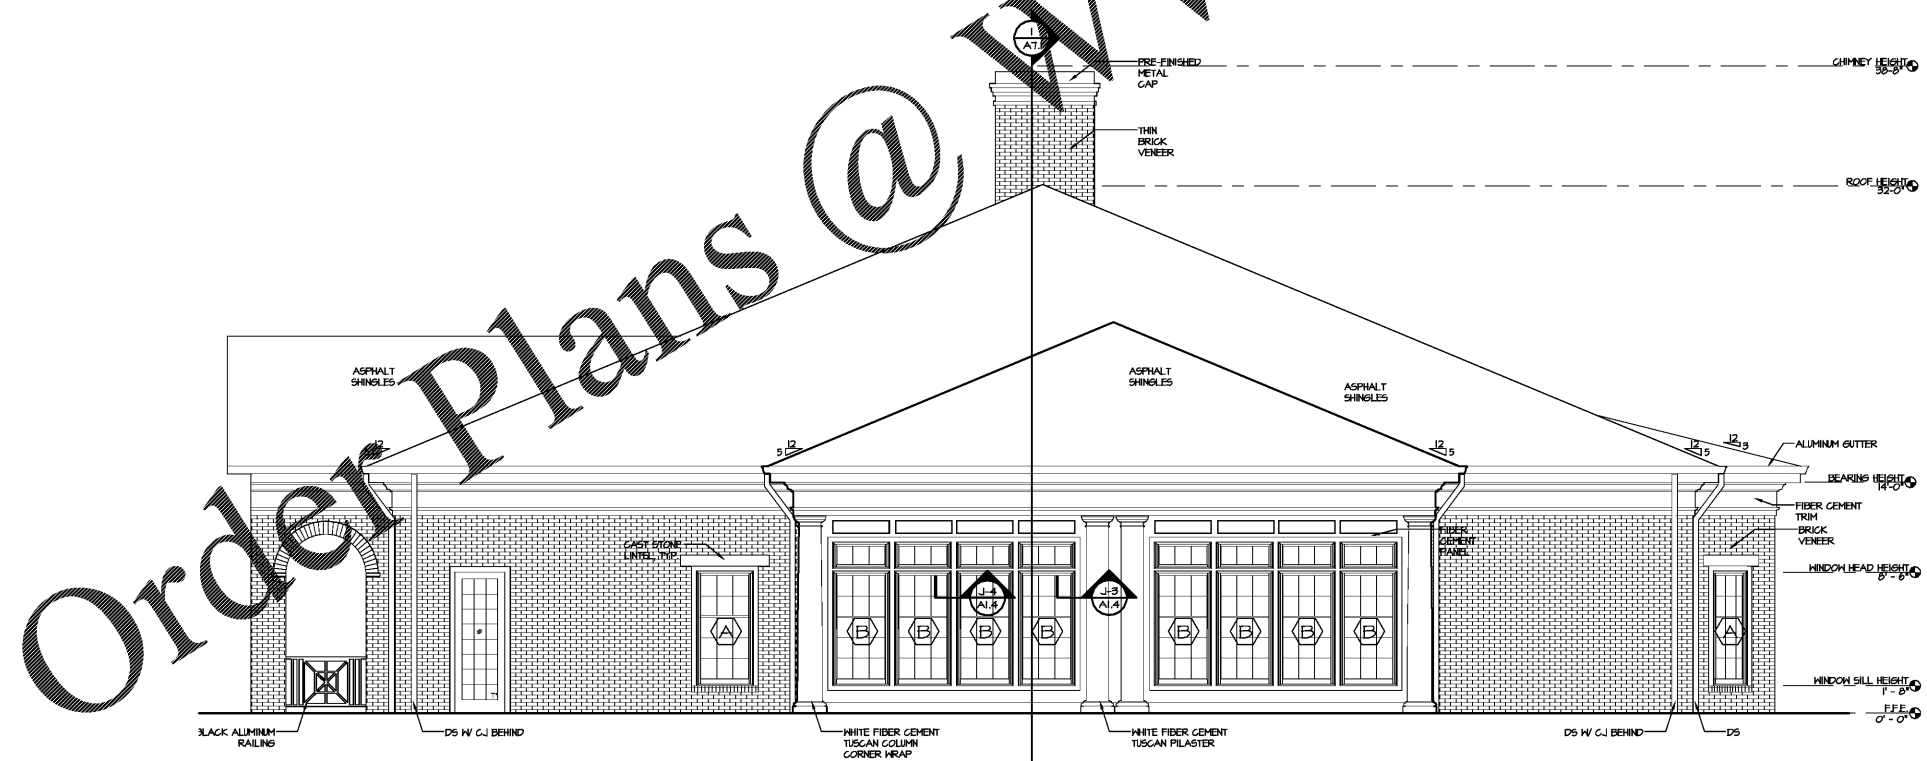 Order Plans @ W
1
A7.1
PRE-FINISHED
METAL
CAP
CHIMNEY HEIGHT
38'-8"
THIN
BRICK
VENEER
ROOF HEIGHT
32'-0"
ASPHALT
SHINGLES
ASPHALT
SHINGLES
ASPHALT
SHINGLES
12
12
5
12
5
12
5
12
3
ALUMINUM GUTTER
BEARING HEIGHT
14'-0"
FIBER CEMENT
TRIM
BRICK
VENEER
CAST STONE
LINTEL, TYP.
FIBER
CEMENT
PANEL
WINDOW HEAD HEIGHT
8' - 8"
J-4
A1.4
J-3
A1.4
A
B
B
B
B
B
B
B
B
A
WINDOW SILL HEIGHT
1' - 8"
F.F.E.
0' - 0"
BLACK ALUMINUM
RAILING
DS W/ CJ BEHIND
WHITE FIBER CEMENT
TUSCAN COLUMN
CORNER WRAP
WHITE FIBER CEMENT
TUSCAN PILASTER
DS W/ CJ BEHIND
DS